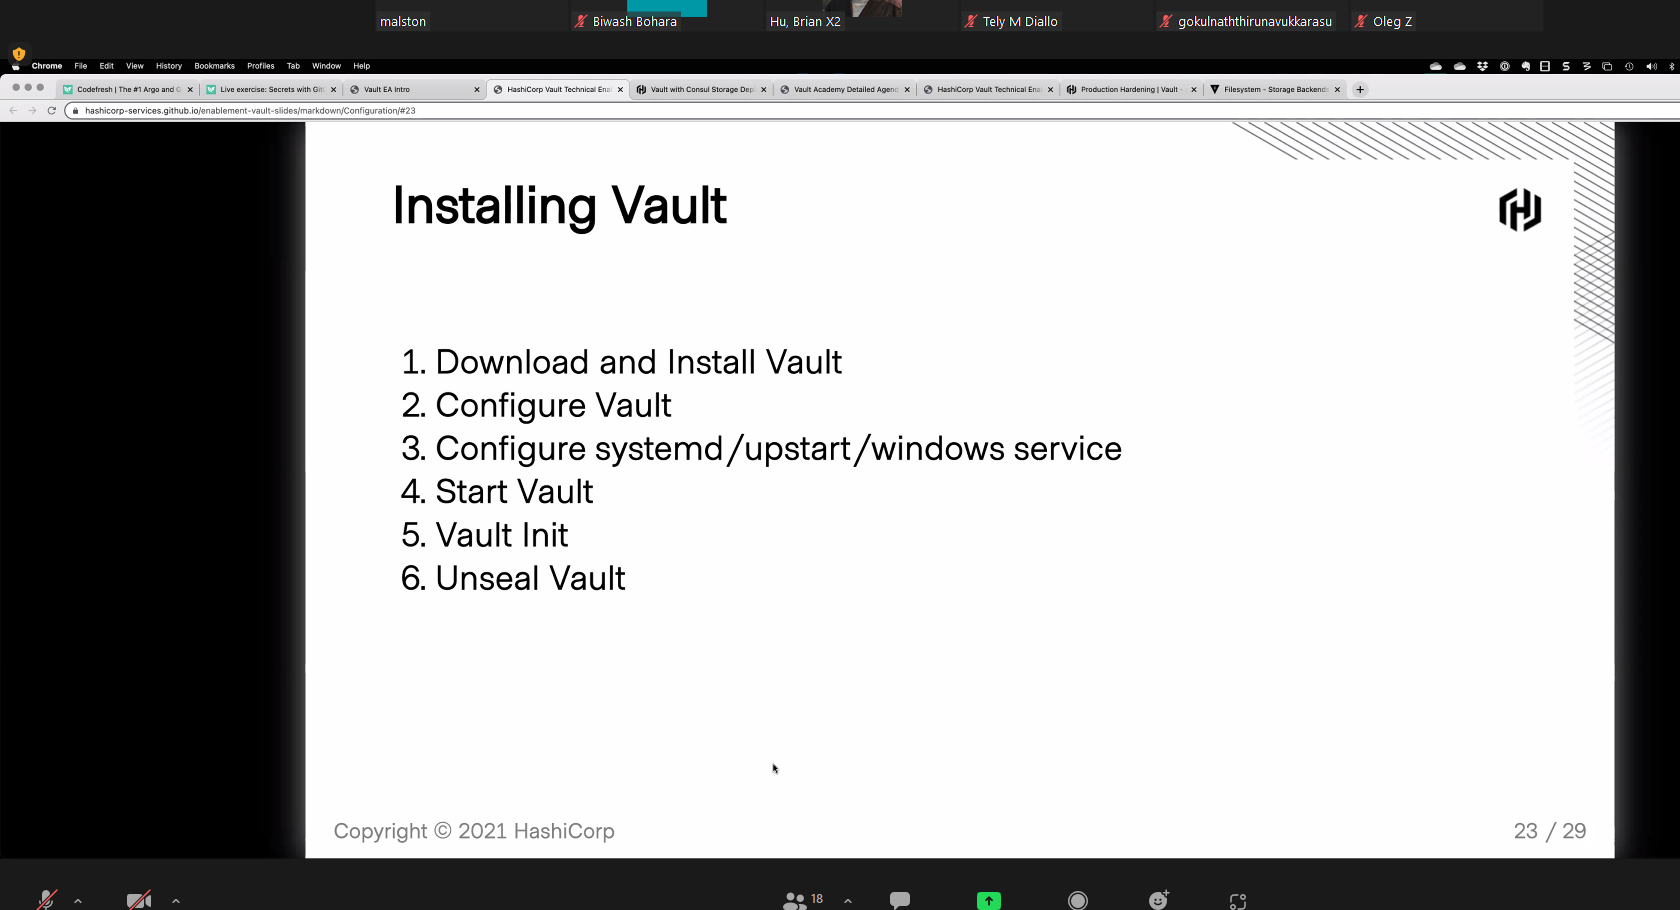 malston
Biwash Bohara
Hu, Brian X2
Tely M Diallo
gokulnaththirunavukkarasu
Oleg Z
Chrome File Edit View History Bookmarks Profiles Tab Window Help
Codefresh | The #1 Argo and G
Live exercise: Secrets with Git
Vault EA Intro
HashiCorp Vault Technical Ena
Vault with Consul Storage Dep
Vault Academy Detailed Agend
HashiCorp Vault Technical Ena
Production Hardening | Vault -
Filesystem - Storage Backends
hashicorp-services.github.io/enablement-vault-slides/markdown/Configuration/#23
Installing Vault
1. Download and Install Vault
2. Configure Vault
3. Configure systemd/upstart/windows service
4. Start Vault
5. Vault Init
6. Unseal Vault
Copyright © 2021 HashiCorp
23 / 29
18